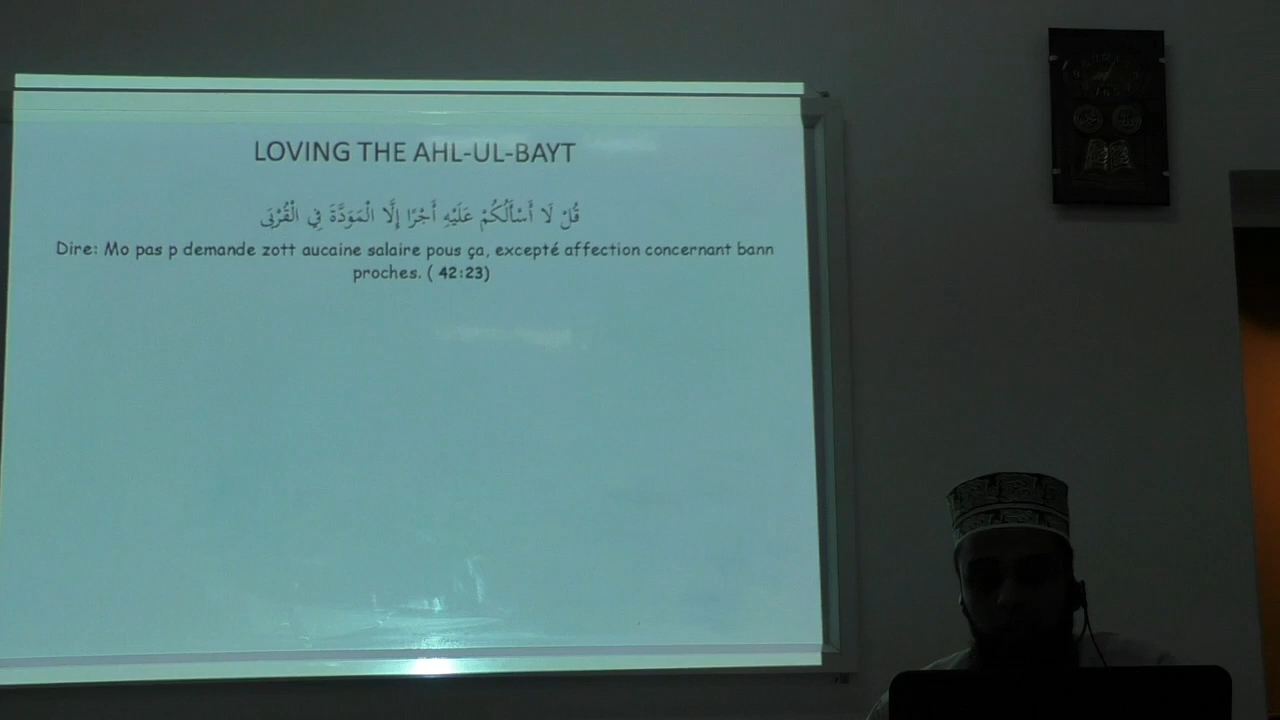 LOVING THE AHL-UL-BAYT
قُلْ لَا أَسْأَلُكُمْ عَلَيْهِ أَجْرًا إِلَّا الْمَوَدَّةَ فِي الْقُرْبَى
Dire: Mo pas p demande zott aucaine salaire pous ça, excepté affection concernant bann
proches. ( 42:23)